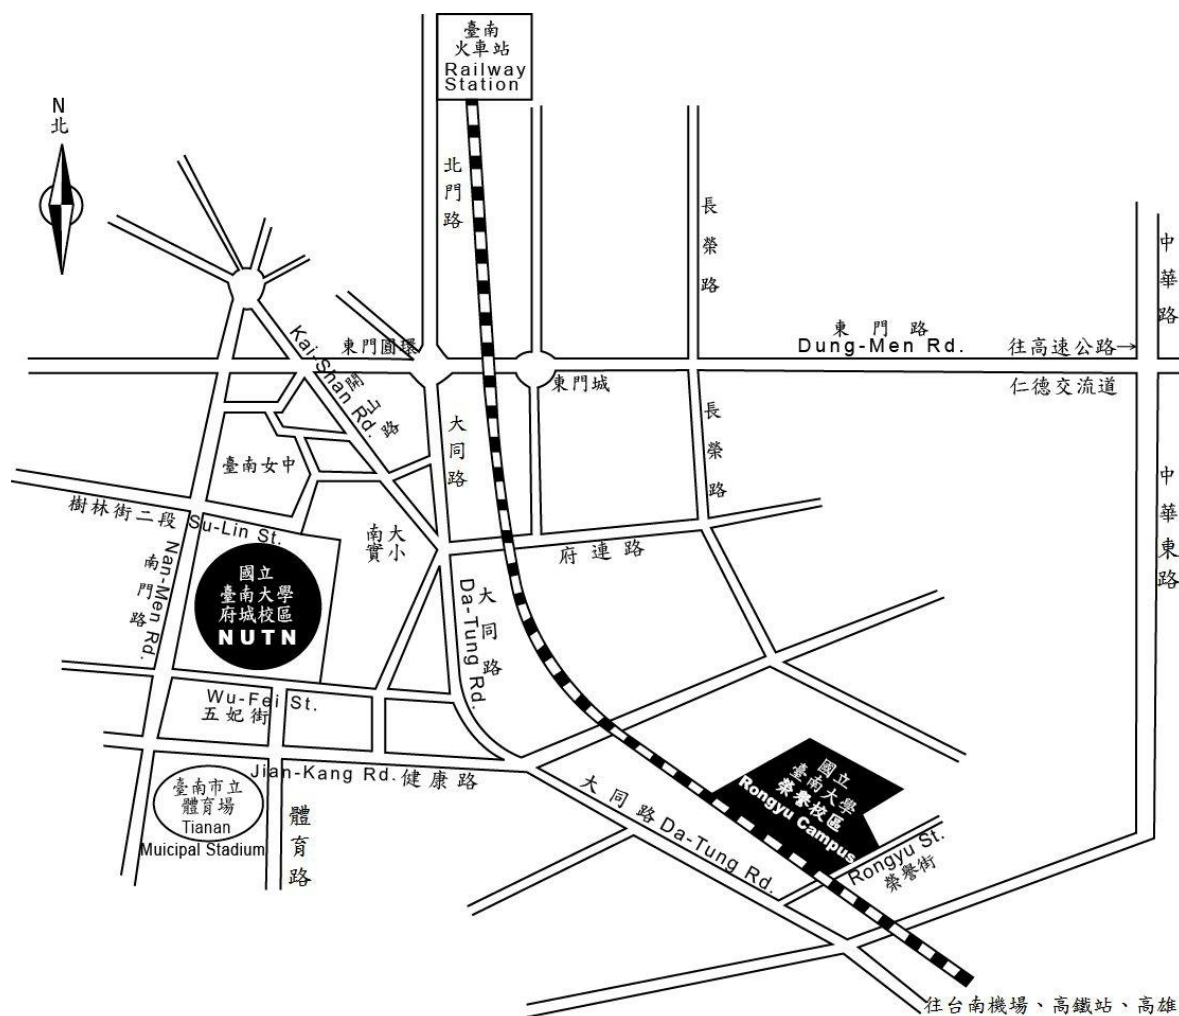 臺南
火車站
Railway
Station
N
北
北門路
長榮路
中華路
東門路
Dung-Men Rd.
往高速公路→
仁德交流道
東門圓環
東門城
Kai-Shan Rd.
開山路
大同路
長榮路
中華東路
臺南女中
樹林街二段 Su-Lin St.
南大
實小
府連路
南門路
Nan-Men Rd.
國立
臺南大學
府城校區
NUTN
大同路
Da-Tung Rd.
Wu-Fei St.
五妃街
Jian-Kang Rd. 健康路
臺南市立
體育場
Tianan
Muicipal Stadium
體育路
大同路 Da-Tung Rd.
國立
臺南大學
榮譽校區
Rongyu Campus
Rongyu St.
榮譽街
往台南機場、高鐵站、高雄